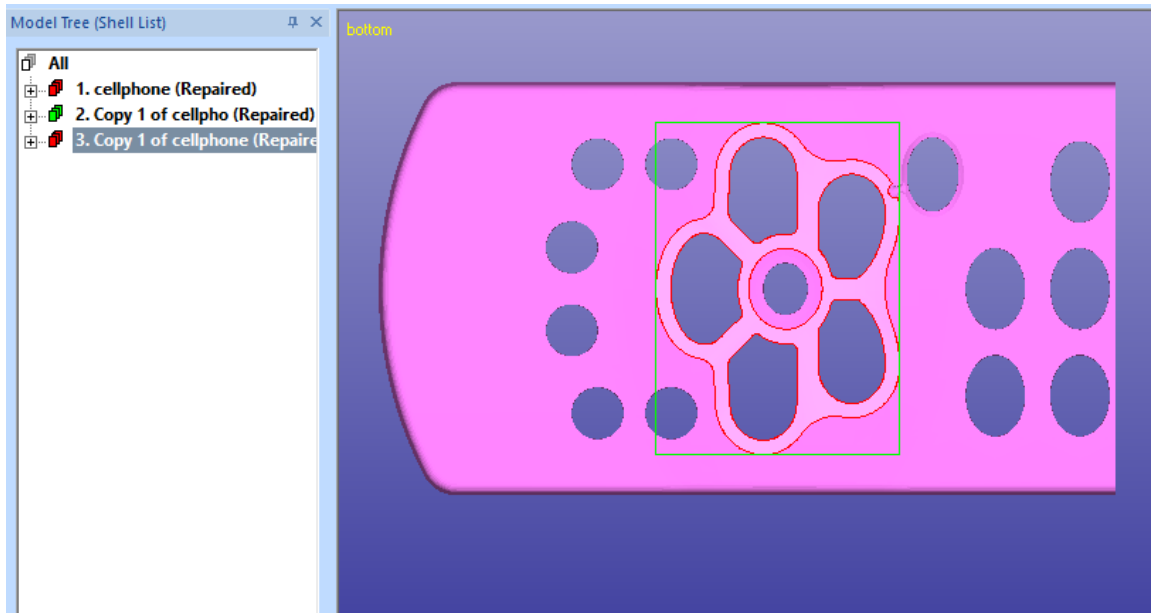 Model Tree (Shell List)
All
1. cellphone (Repaired)
2. Copy 1 of cellpho (Repaired)
3. Copy 1 of cellphone (Repaire
bottom